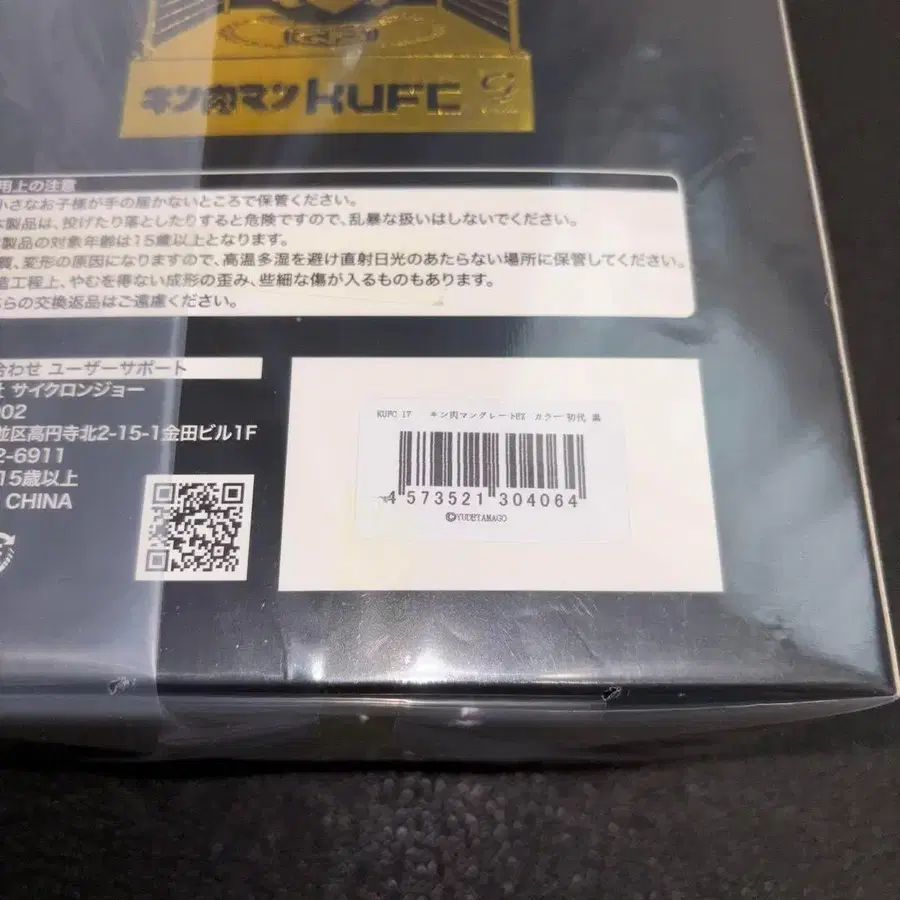 キン肉マン KUFC
用上の注意
小さなお子様が手の届かないところで保管ください。
本製品は、投げたり落としたりすると危険ですので、乱暴な扱いはしないでください。
製品の対象年齢は15歳以上となります。
質、変形の原因になりますので、高温多湿を避け直射日光のあたらない場所に保管してください。
造工程上、やむを得ない成形の歪み、些細な傷が入るものもあります。
ちらの交換返品はご遠慮ください。
合わせ ユーザーサポート
社 サイクロンジョー
002
並区高円寺北2-15-1金田ビル1F
2-6911
15歳以上
CHINA
KUFC 17 キン肉マングレートEX カラー 初代 黒
4 573521 304064
©YUDETAMAGO